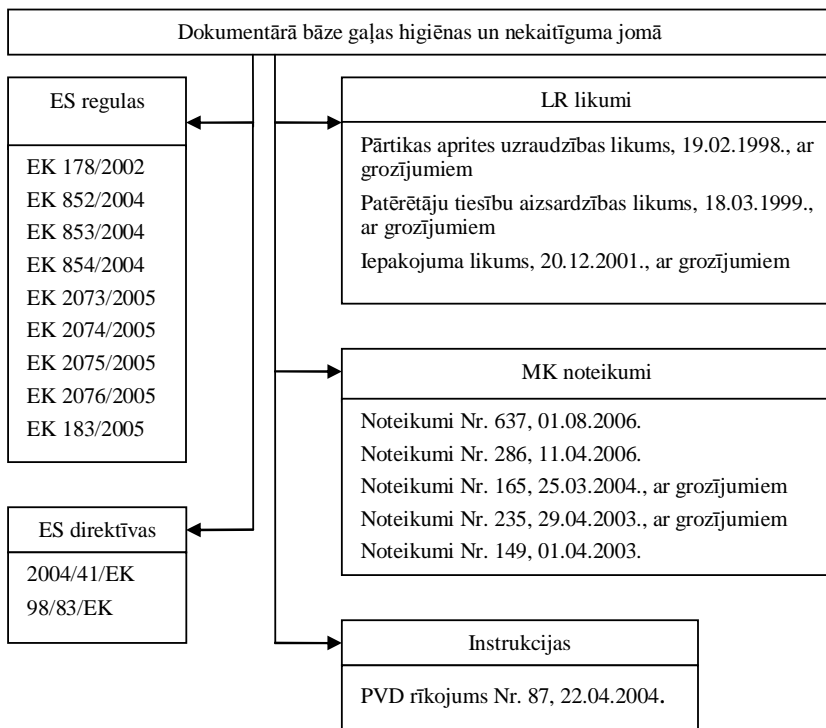 Dokumentārā bāze gaļas higiēnas un nekaitīguma jomā
ES regulas
EK 178/2002
EK 852/2004
EK 853/2004
EK 854/2004
EK 2073/2005
EK 2074/2005
EK 2075/2005
EK 2076/2005
EK 183/2005
ES direktīvas
2004/41/EK
98/83/EK
LR likumi
Pārtikas aprites uzraudzības likums, 19.02.1998., ar
grozījumiem
Patērētāju tiesību aizsardzības likums, 18.03.1999.,
ar grozījumiem
Iepakojuma likums, 20.12.2001., ar grozījumiem
MK noteikumi
Noteikumi Nr. 637, 01.08.2006.
Noteikumi Nr. 286, 11.04.2006.
Noteikumi Nr. 165, 25.03.2004., ar grozījumiem
Noteikumi Nr. 235, 29.04.2003., ar grozījumiem
Noteikumi Nr. 149, 01.04.2003.
Instrukcijas
PVD rīkojums Nr. 87, 22.04.2004.